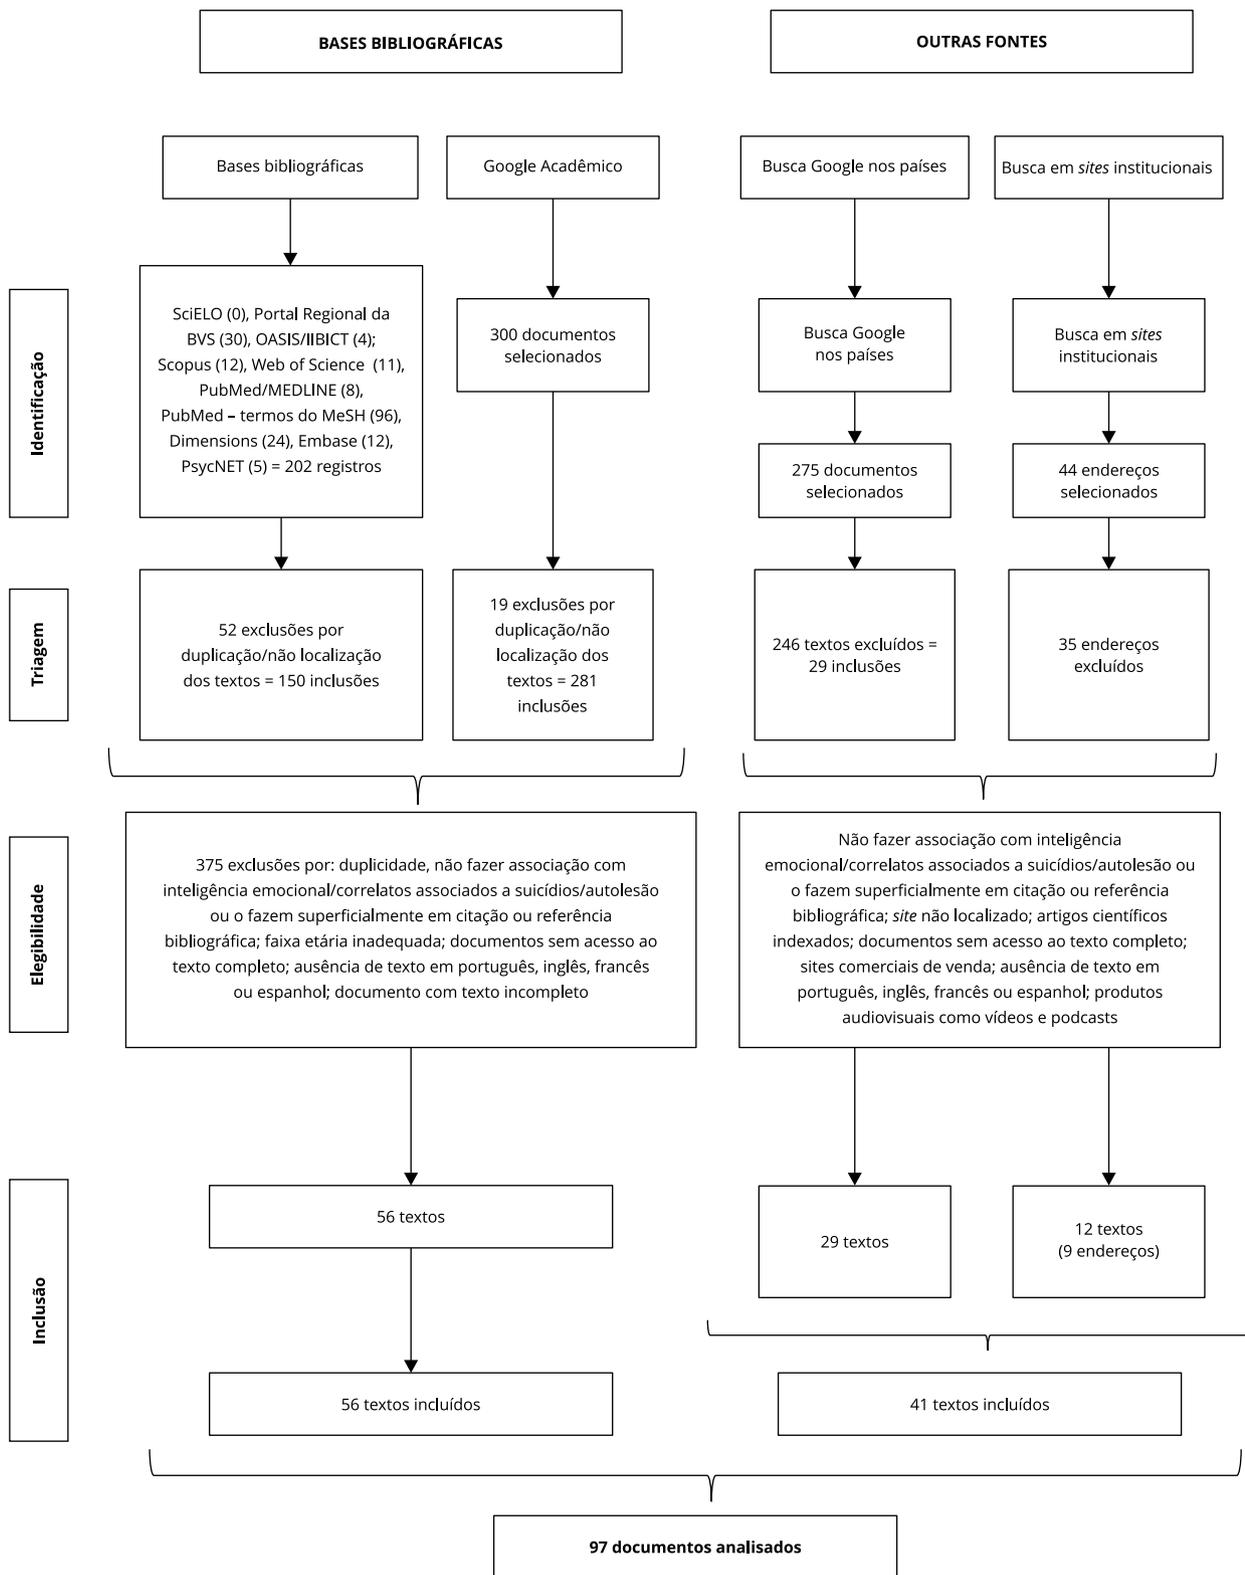 BASES BIBLIOGRÁFICAS
OUTRAS FONTES
Bases bibliográficas
Google Acadêmico
Busca Google nos países
Busca em sites institucionais
Identificação
SciELO (0), Portal Regional da
BVS (30), OASIS/IIBICT (4);
Scopus (12), Web of Science (11),
PubMed/MEDLINE (8),
PubMed – termos do MeSH (96),
Dimensions (24), Embase (12),
PsycNET (5) = 202 registros
300 documentos
selecionados
Busca Google
nos países
Busca em sites
institucionais
275 documentos
selecionados
44 endereços
selecionados
Triagem
52 exclusões por
duplicação/não localização
dos textos = 150 inclusões
19 exclusões por
duplicação/não
localização dos
textos = 281
inclusões
246 textos excluídos =
29 inclusões
35 endereços
excluídos
Elegibilidade
375 exclusões por: duplicidade, não fazer associação com
inteligência emocional/correlatos associados a suicídios/autolesão
ou o fazem superficialmente em citação ou referência
bibliográfica; faixa etária inadequada; documentos sem acesso ao
texto completo; ausência de texto em português, inglês, francês
ou espanhol; documento com texto incompleto
Não fazer associação com inteligência
emocional/correlatos associados a suicídios/autolesão ou
o fazem superficialmente em citação ou referência
bibliográfica; site não localizado; artigos científicos
indexados; documentos sem acesso ao texto completo;
sites comerciais de venda; ausência de texto em
português, inglês, francês ou espanhol; produtos
audiovisuais como vídeos e podcasts
Inclusão
56 textos
29 textos
12 textos
(9 endereços)
56 textos incluídos
41 textos incluídos
97 documentos analisados